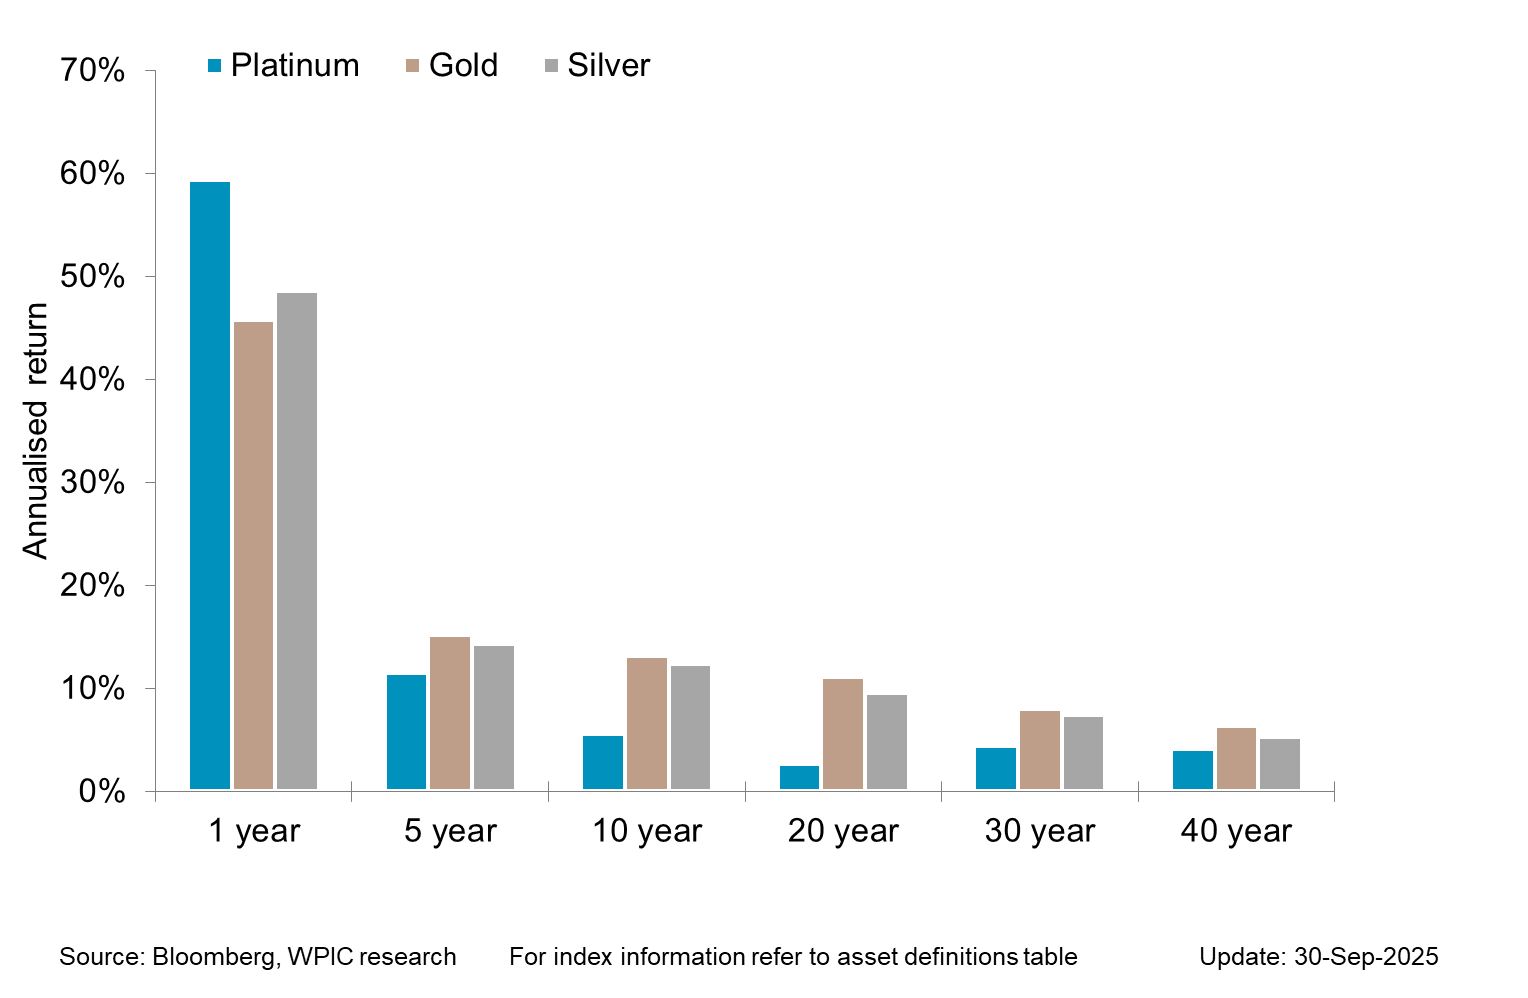 Platinum Gold Silver
70%
60%
50%
40%
30%
20%
10%
0%
Annualised return
1 year 5 year 10 year 20 year 30 year 40 year
Source: Bloomberg, WPIC research For index information refer to asset definitions table Update: 30-Sep-2025